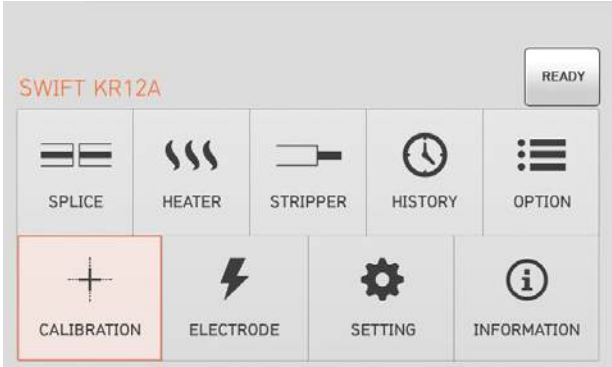 READY
SWIFT KR12A
SPLICE HEATER STRIPPER HISTORY OPTION
CALIBRATION ELECTRODE SETTING INFORMATION